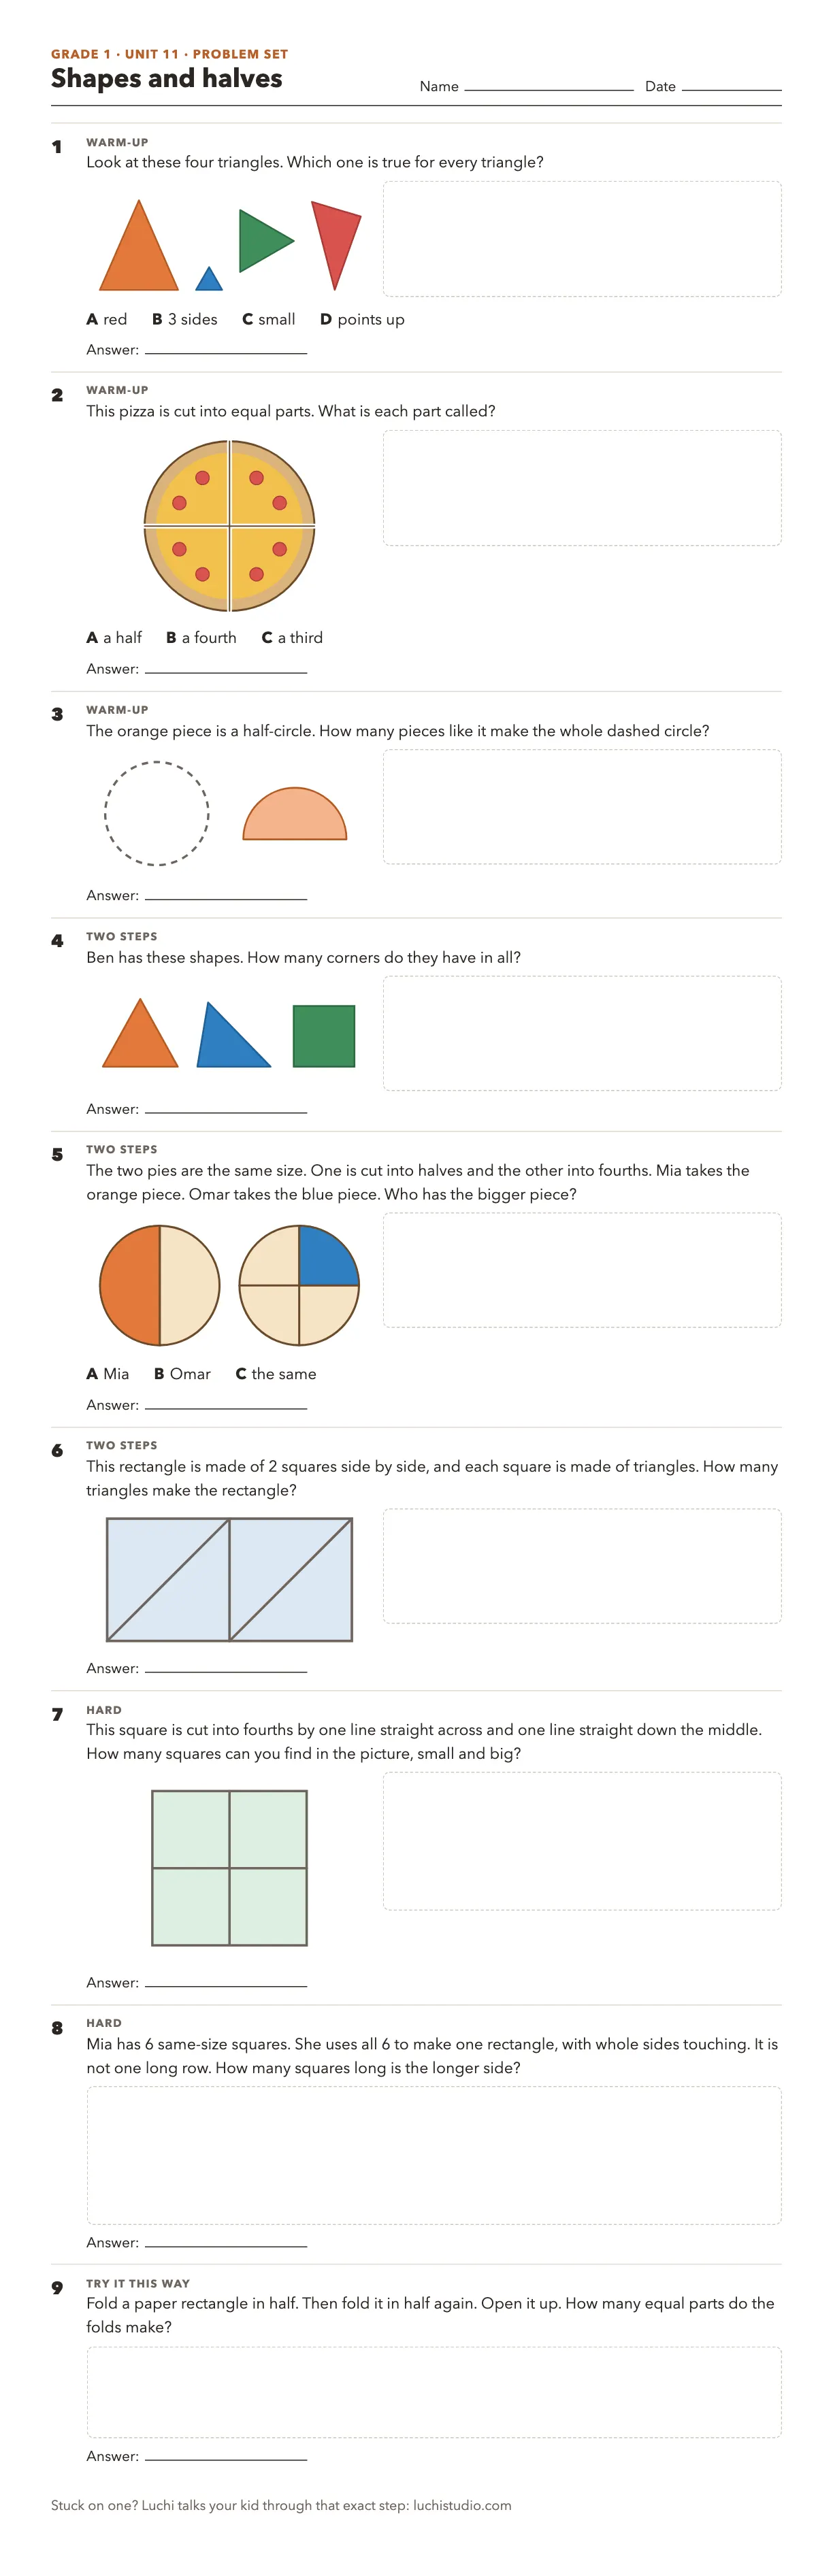 GRADE 1 · UNIT 11 · PROBLEM SET
Shapes and halves
Name
Date
1
WARM-UP
Look at these four triangles. Which one is true for every triangle?
A red B 3 sides C small D points up
Answer:
2
WARM-UP
This pizza is cut into equal parts. What is each part called?
A a half B a fourth C a third
Answer:
3
WARM-UP
The orange piece is a half-circle. How many pieces like it make the whole dashed circle?
Answer:
4
TWO STEPS
Ben has these shapes. How many corners do they have in all?
Answer:
5
TWO STEPS
The two pies are the same size. One is cut into halves and the other into fourths. Mia takes the
orange piece. Omar takes the blue piece. Who has the bigger piece?
A Mia B Omar C the same
Answer:
6
TWO STEPS
This rectangle is made of 2 squares side by side, and each square is made of triangles. How many
triangles make the rectangle?
Answer:
7
HARD
This square is cut into fourths by one line straight across and one line straight down the middle.
How many squares can you find in the picture, small and big?
Answer:
8
HARD
Mia has 6 same-size squares. She uses all 6 to make one rectangle, with whole sides touching. It is
not one long row. How many squares long is the longer side?
Answer:
9
TRY IT THIS WAY
Fold a paper rectangle in half. Then fold it in half again. Open it up. How many equal parts do the
folds make?
Answer:
Stuck on one? Luchi talks your kid through that exact step: luchistudio.com